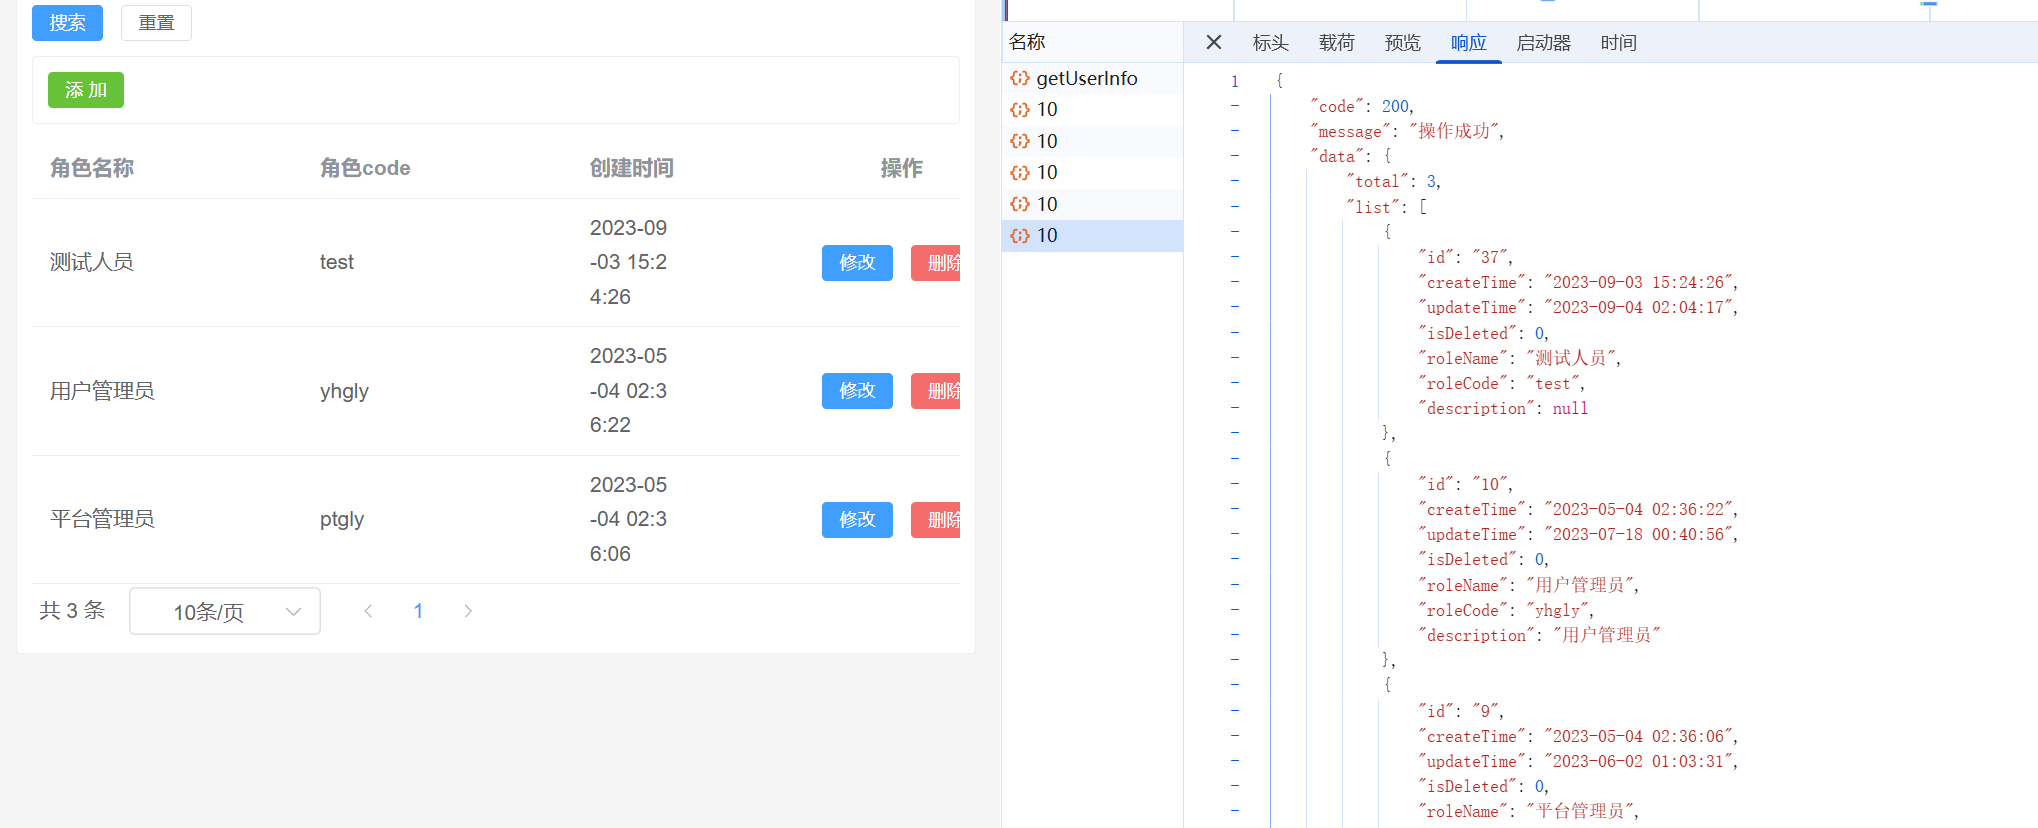 搜索 重置
添 加
角色名称 角色code 创建时间 操作
测试人员 test 2023-09
-03 15:2
4:26 修改 删除
用户管理员 yhgly 2023-05
-04 02:3
6:22 修改 删除
平台管理员 ptgly 2023-05
-04 02:3
6:06 修改 删除
共 3 条 10条/页 1
名称
getUserInfo
10
10
10
10
10
标头 载荷 预览 响应 启动器 时间
1 {
- "code": 200,
- "message": "操作成功",
- "data": {
- "total": 3,
- "list": [
- {
- "id": "37",
- "createTime": "2023-09-03 15:24:26",
- "updateTime": "2023-09-04 02:04:17",
- "isDeleted": 0,
- "roleName": "测试人员",
- "roleCode": "test",
- "description": null
- },
- {
- "id": "10",
- "createTime": "2023-05-04 02:36:22",
- "updateTime": "2023-07-18 00:40:56",
- "isDeleted": 0,
- "roleName": "用户管理员",
- "roleCode": "yhgly",
- "description": "用户管理员"
- },
- {
- "id": "9",
- "createTime": "2023-05-04 02:36:06",
- "updateTime": "2023-06-02 01:03:31",
- "isDeleted": 0,
- "roleName": "平台管理员",